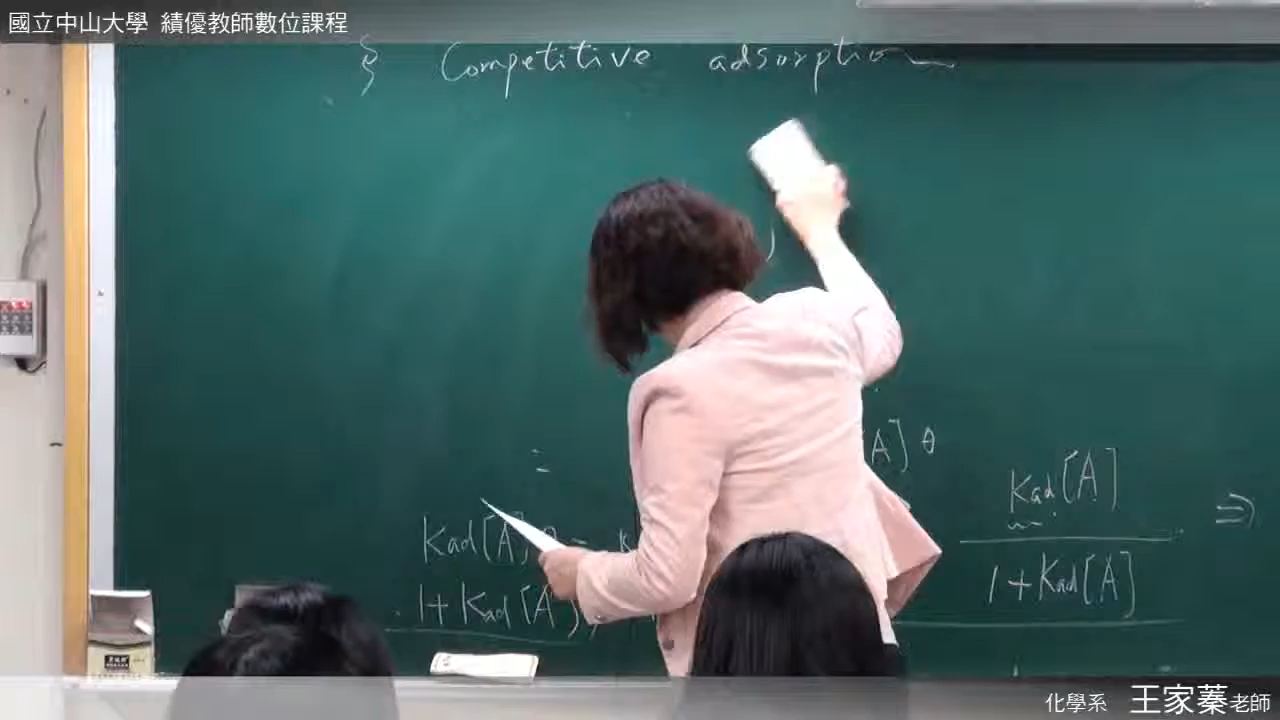 國立中山大學 績優教師數位課程
§ Competitive adsorption
=
A] θ
Kad[A]
1+Kad[A]
⇒
Kad[A]
1+Kad[A]
化學系 王家蓁老師